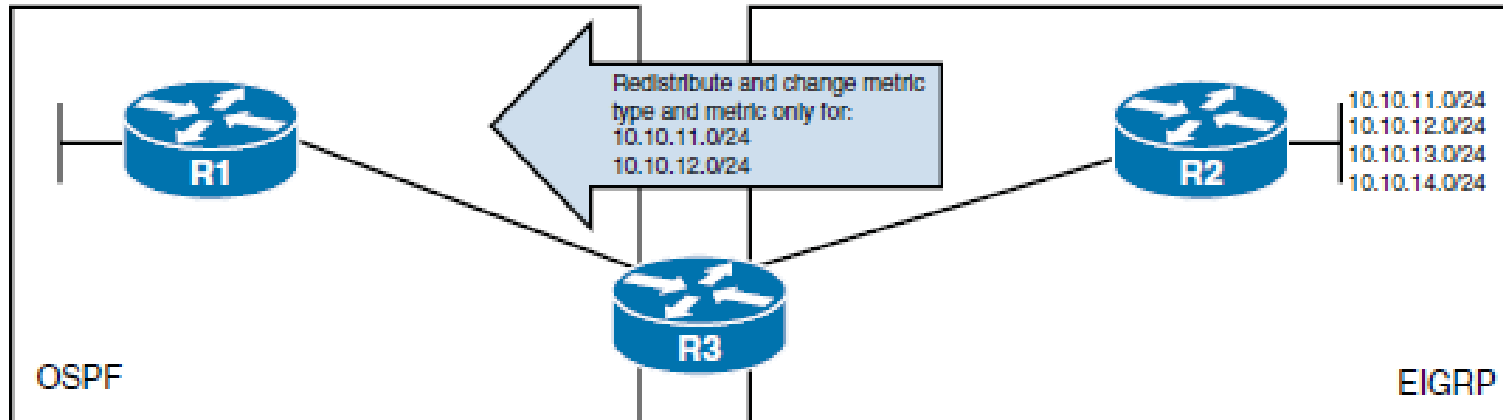 Redistribute and change metric
type and metric only for:
10.10.11.0/24
10.10.12.0/24
R1
R2
10.10.11.0/24
10.10.12.0/24
10.10.13.0/24
10.10.14.0/24
R3
OSPF
EIGRP